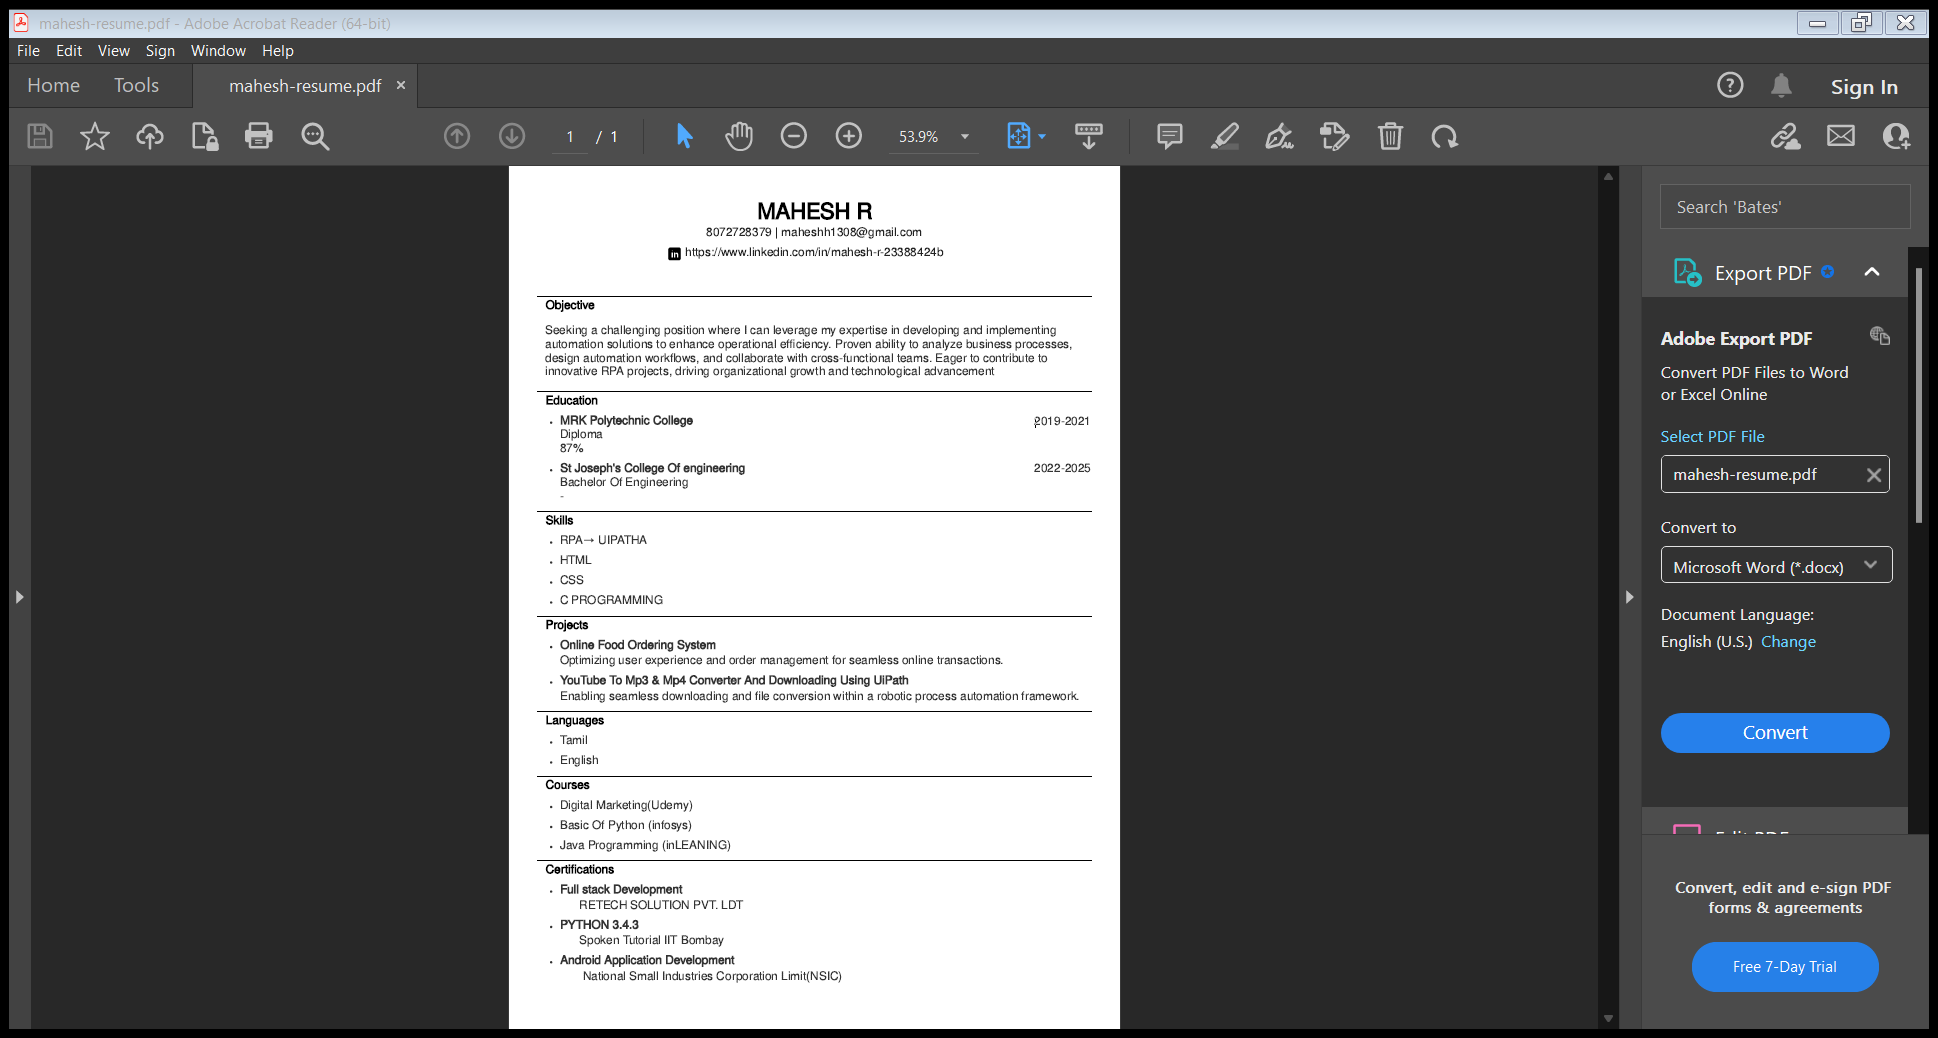 mahesh-resume.pdf - Adobe Acrobat Reader (64-bit)
File Edit View Sign Window Help
Home Tools mahesh-resume.pdf × Sign In
1 / 1 53.9%
MAHESH R
8072728379 | maheshh1308@gmail.com
in https://www.linkedin.com/in/mahesh-r-23388424b
Objective
Seeking a challenging position where I can leverage my expertise in developing and implementing
automation solutions to enhance operational efficiency. Proven ability to analyze business processes,
design automation workflows, and collaborate with cross-functional teams. Eager to contribute to
innovative RPA projects, driving organizational growth and technological advancement
Education
• MRK Polytechnic College 2019-2021
Diploma
87%
• St Joseph's College Of engineering 2022-2025
Bachelor Of Engineering
-
Skills
• RPA→ UIPATHA
• HTML
• CSS
• C PROGRAMMING
Projects
• Online Food Ordering System
Optimizing user experience and order management for seamless online transactions.
• YouTube To Mp3 & Mp4 Converter And Downloading Using UiPath
Enabling seamless downloading and file conversion within a robotic process automation framework.
Languages
• Tamil
• English
Courses
• Digital Marketing(Udemy)
• Basic Of Python (infosys)
• Java Programming (inLEANING)
Certifications
• Full stack Development
RETECH SOLUTION PVT. LDT
• PYTHON 3.4.3
Spoken Tutorial IIT Bombay
• Android Application Development
National Small Industries Corporation Limit(NSIC)
Search 'Bates'
Export PDF
Adobe Export PDF
Convert PDF Files to Word
or Excel Online
Select PDF File
mahesh-resume.pdf
Convert to
Microsoft Word (*.docx)
Document Language:
English (U.S.) Change
Convert
Edit PDF
Convert, edit and e-sign PDF
forms & agreements
Free 7-Day Trial